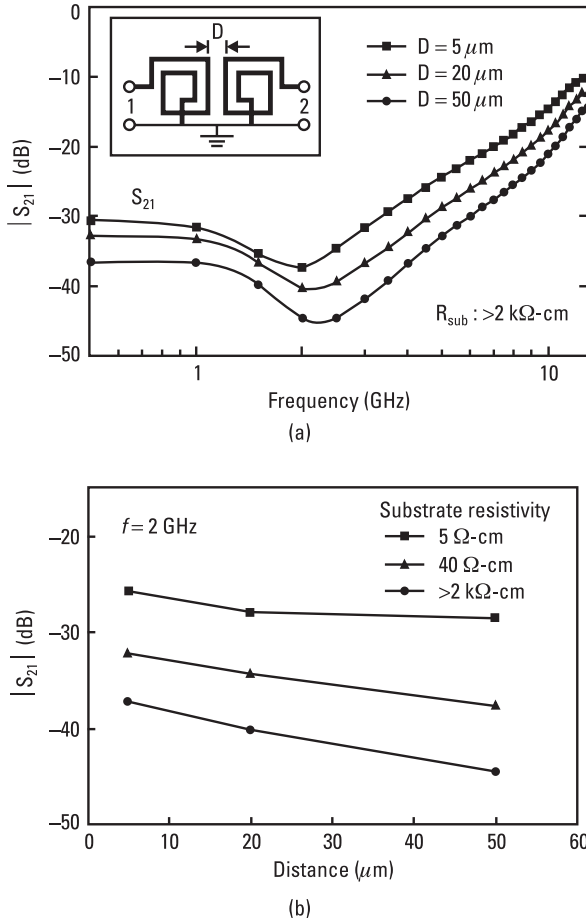 0
−10
−20
−30
−40
−50
|S₂₁| (dB)
D
1
2
D = 5 μm
D = 20 μm
D = 50 μm
S₂₁
R_sub : >2 kΩ-cm
1
10
Frequency (GHz)
(a)
f = 2 GHz
Substrate resistivity
5 Ω-cm
40 Ω-cm
>2 kΩ-cm
−20
−30
−40
−50
|S₂₁| (dB)
0
10
20
30
40
50
60
Distance (μm)
(b)